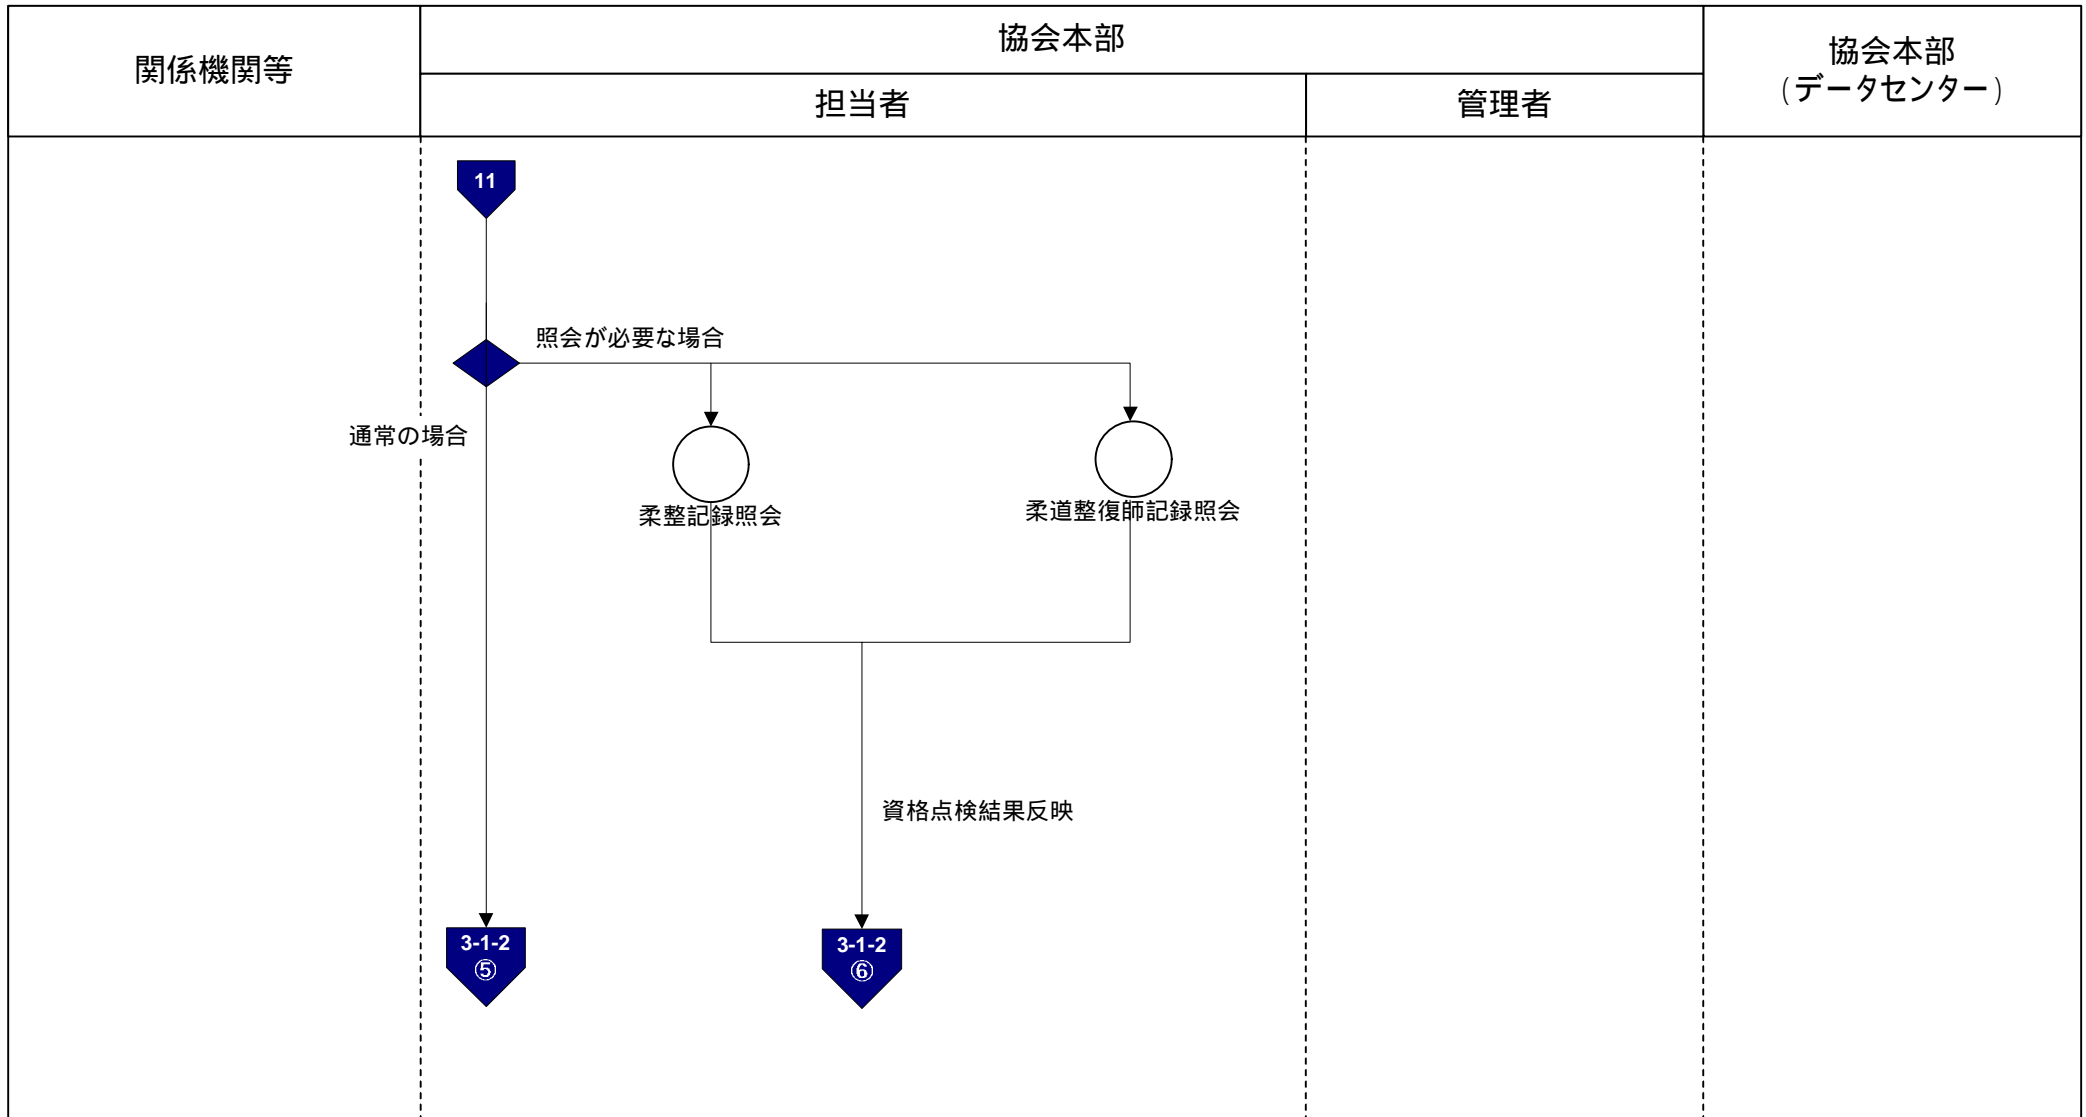 関係機関等
協会本部
協会本部
(データセンター)
担当者
管理者
11
照会が必要な場合
通常の場合
柔整記録照会
柔道整復師記録照会
資格点検結果反映
3-1-2
⑤
3-1-2
⑥